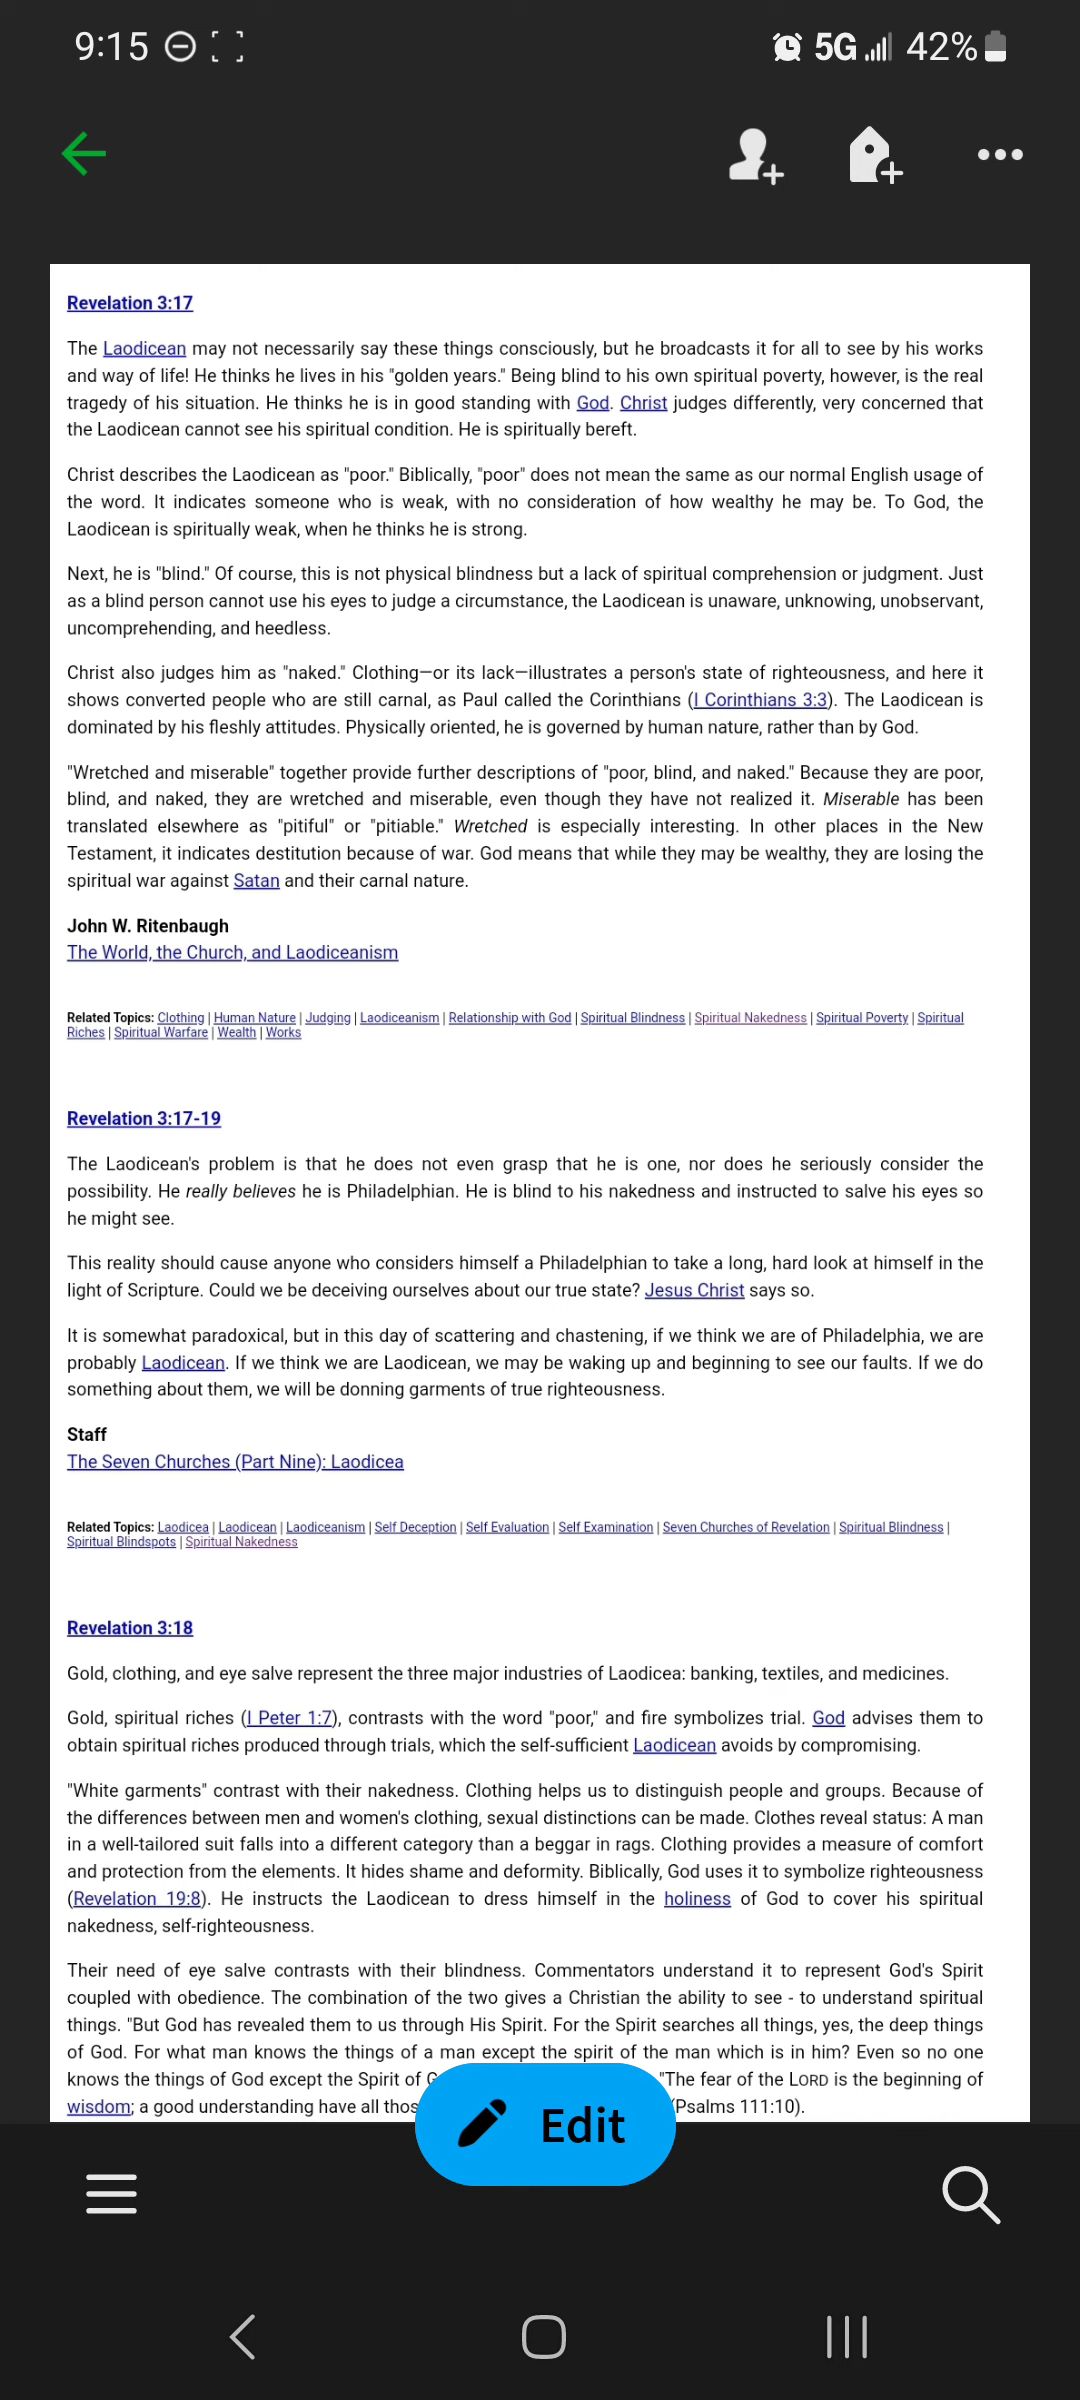 9:15
5G 42%
Revelation 3:17
The Laodicean may not necessarily say these things consciously, but he broadcasts it for all to see by his works
and way of life! He thinks he lives in his "golden years." Being blind to his own spiritual poverty, however, is the real
tragedy of his situation. He thinks he is in good standing with God. Christ judges differently, very concerned that
the Laodicean cannot see his spiritual condition. He is spiritually bereft.
Christ describes the Laodicean as "poor." Biblically, "poor" does not mean the same as our normal English usage of
the word. It indicates someone who is weak, with no consideration of how wealthy he may be. To God, the
Laodicean is spiritually weak, when he thinks he is strong.
Next, he is "blind." Of course, this is not physical blindness but a lack of spiritual comprehension or judgment. Just
as a blind person cannot use his eyes to judge a circumstance, the Laodicean is unaware, unknowing, unobservant,
uncomprehending, and heedless.
Christ also judges him as "naked." Clothing—or its lack—illustrates a person's state of righteousness, and here it
shows converted people who are still carnal, as Paul called the Corinthians (I Corinthians 3:3). The Laodicean is
dominated by his fleshly attitudes. Physically oriented, he is governed by human nature, rather than by God.
"Wretched and miserable" together provide further descriptions of "poor, blind, and naked." Because they are poor,
blind, and naked, they are wretched and miserable, even though they have not realized it. Miserable has been
translated elsewhere as "pitiful" or "pitiable." Wretched is especially interesting. In other places in the New
Testament, it indicates destitution because of war. God means that while they may be wealthy, they are losing the
spiritual war against Satan and their carnal nature.
John W. Ritenbaugh
The World, the Church, and Laodiceanism
Related Topics: Clothing | Human Nature | Judging | Laodiceanism | Relationship with God | Spiritual Blindness | Spiritual Nakedness | Spiritual Poverty | Spiritual
Riches | Spiritual Warfare | Wealth | Works
Revelation 3:17-19
The Laodicean's problem is that he does not even grasp that he is one, nor does he seriously consider the
possibility. He really believes he is Philadelphian. He is blind to his nakedness and instructed to salve his eyes so
he might see.
This reality should cause anyone who considers himself a Philadelphian to take a long, hard look at himself in the
light of Scripture. Could we be deceiving ourselves about our true state? Jesus Christ says so.
It is somewhat paradoxical, but in this day of scattering and chastening, if we think we are of Philadelphia, we are
probably Laodicean. If we think we are Laodicean, we may be waking up and beginning to see our faults. If we do
something about them, we will be donning garments of true righteousness.
Staff
The Seven Churches (Part Nine): Laodicea
Related Topics: Laodicea | Laodicean | Laodiceanism | Self Deception | Self Evaluation | Self Examination | Seven Churches of Revelation | Spiritual Blindness |
Spiritual Blindspots | Spiritual Nakedness
Revelation 3:18
Gold, clothing, and eye salve represent the three major industries of Laodicea: banking, textiles, and medicines.
Gold, spiritual riches (I Peter 1:7), contrasts with the word "poor," and fire symbolizes trial. God advises them to
obtain spiritual riches produced through trials, which the self-sufficient Laodicean avoids by compromising.
"White garments" contrast with their nakedness. Clothing helps us to distinguish people and groups. Because of
the differences between men and women's clothing, sexual distinctions can be made. Clothes reveal status: A man
in a well-tailored suit falls into a different category than a beggar in rags. Clothing provides a measure of comfort
and protection from the elements. It hides shame and deformity. Biblically, God uses it to symbolize righteousness
(Revelation 19:8). He instructs the Laodicean to dress himself in the holiness of God to cover his spiritual
nakedness, self-righteousness.
Their need of eye salve contrasts with their blindness. Commentators understand it to represent God's Spirit
coupled with obedience. The combination of the two gives a Christian the ability to see - to understand spiritual
things. "But God has revealed them to us through His Spirit. For the Spirit searches all things, yes, the deep things
of God. For what man knows the things of a man except the spirit of the man which is in him? Even so no one
knows the things of God except the Spirit of "The fear of the LORD is the beginning of
wisdom; a good understanding have all (Psalms 111:10).
Edit